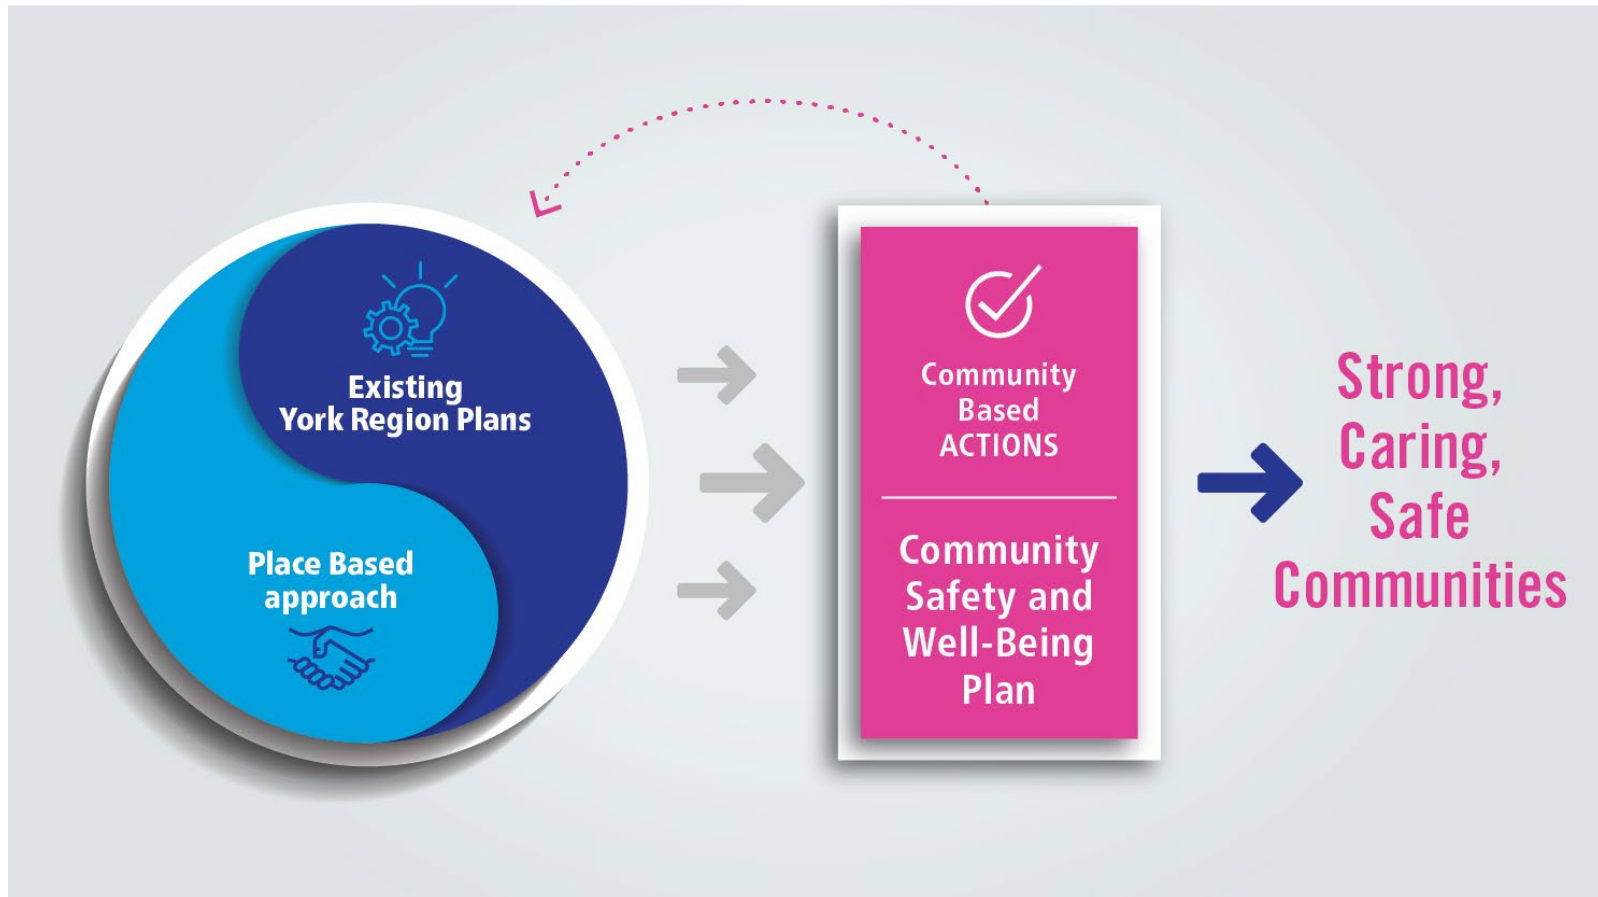 Existing
York Region Plans
Place Based
approach
Community
Based
ACTIONS
Community
Safety and
Well-Being
Plan
Strong,
Caring,
Safe
Communities